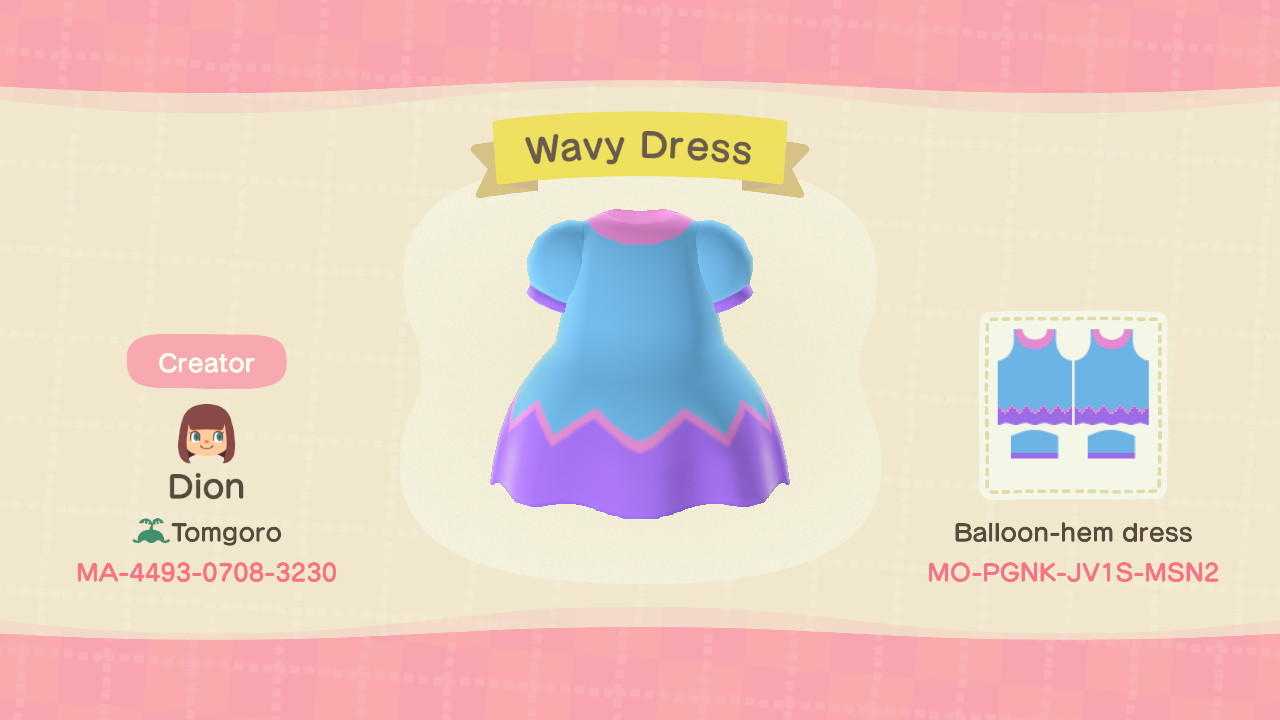 Wavy Dress
Creator
Dion
Tomgoro
MA-4493-0708-3230
Balloon-hem dress
MO-PGNK-JV1S-MSN2